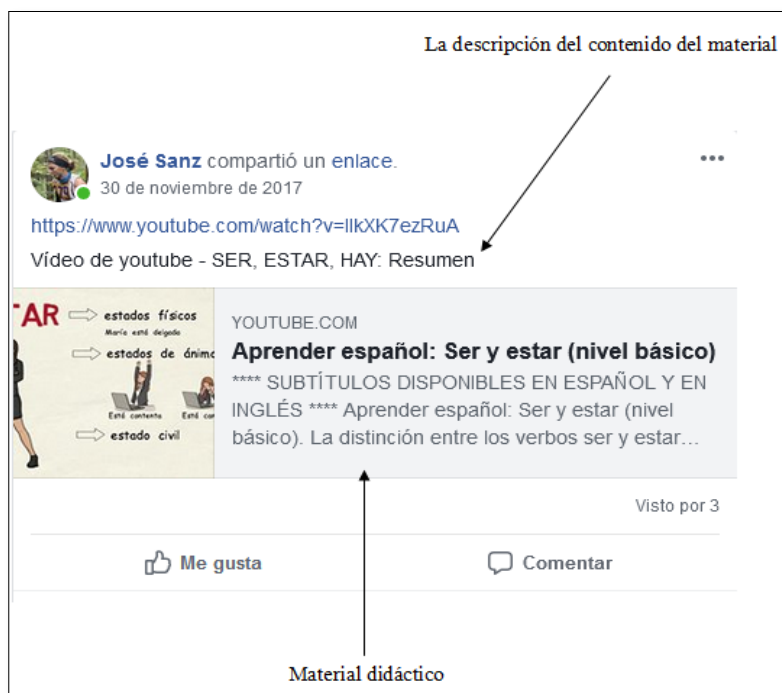 La descripción del contenido del material
José Sanz compartió un enlace.
30 de noviembre de 2017
https://www.youtube.com/watch?v=IlkXK7ezRuA
Vídeo de youtube - SER, ESTAR, HAY: Resumen
TAR
estados físicos
María está delgada
estados de ánimo
Está contenta Está
estado civil
YOUTUBE.COM
Aprender español: Ser y estar (nivel básico)
**** SUBTÍTULOS DISPONIBLES EN ESPAÑOL Y EN
INGLÉS **** Aprender español: Ser y estar (nivel
básico). La distinción entre los verbos ser y estar...
Visto por 3
Me gusta
Comentar
Material didáctico